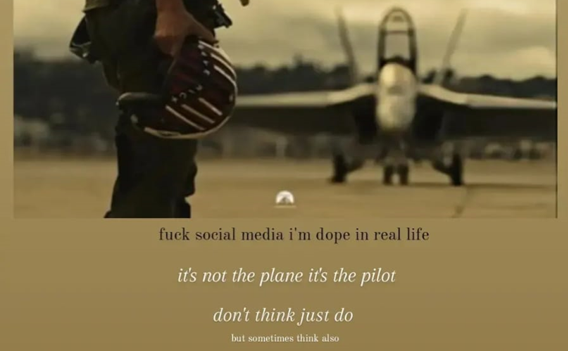 fuck social media i'm dope in real life
it's not the plane it's the pilot
don't think just do
but sometimes think also